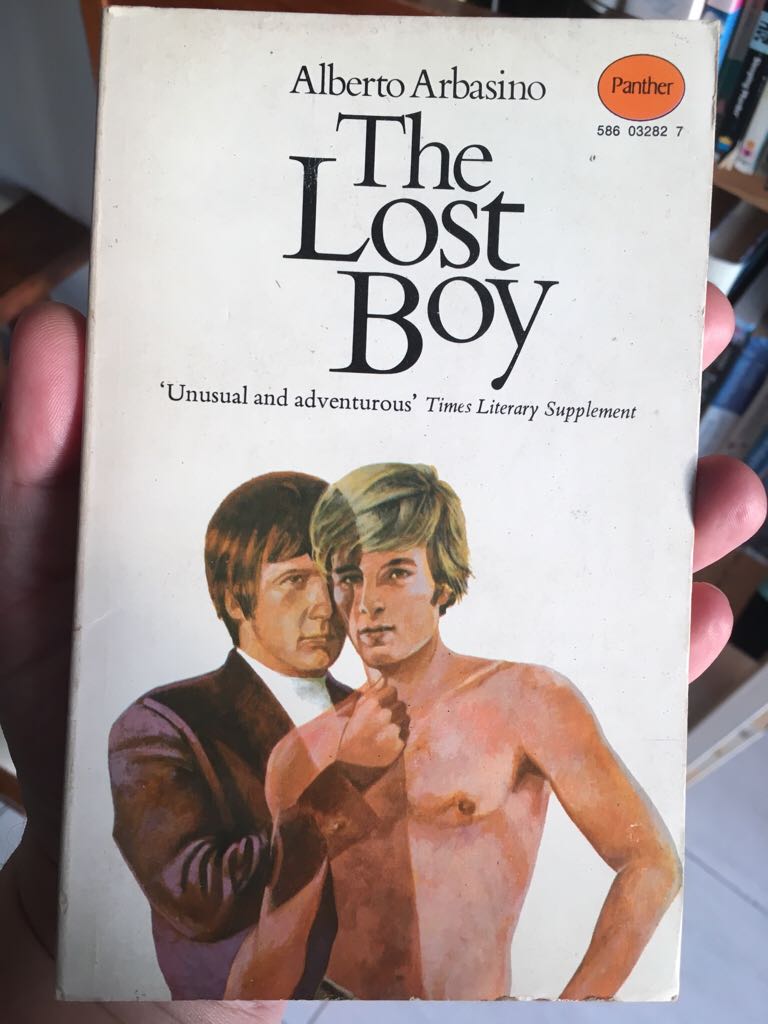 Alberto Arbasino
Panther
586 03282 7
The
Lost
Boy
‘Unusual and adventurous’ Times Literary Supplement